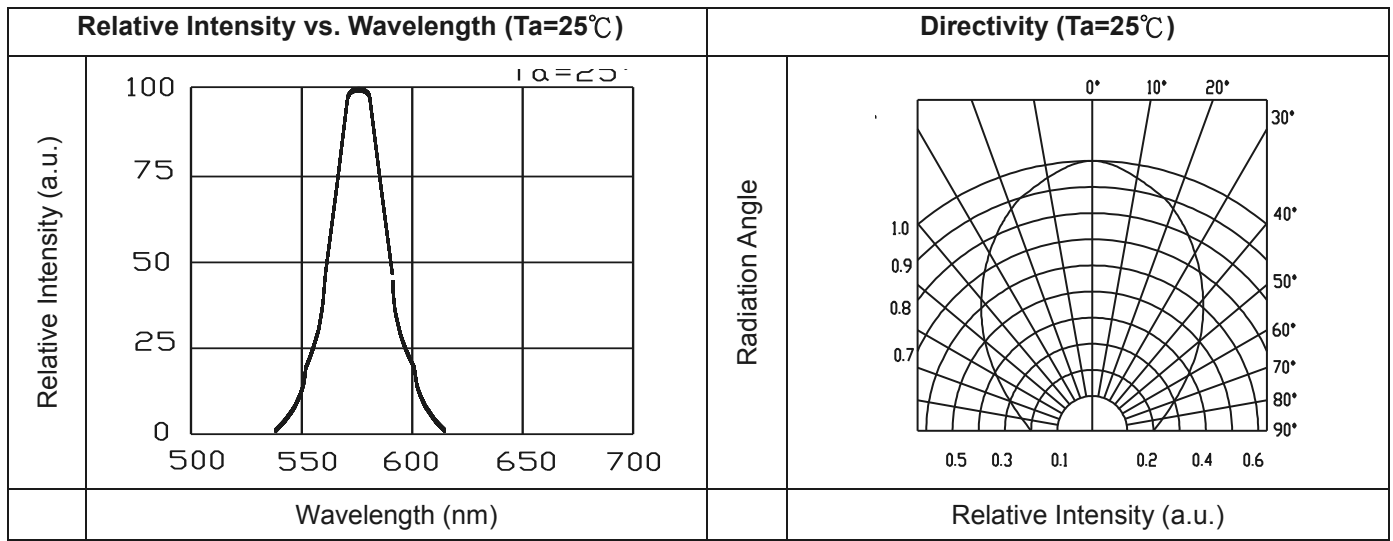 Relative Intensity vs. Wavelength (Ta=25℃)
Directivity (Ta=25℃)
Relative Intensity (a.u.)
100
75
50
25
0
500 550 600 650 700
Wavelength (nm)
Radiation Angle
0° 10° 20°
30°
40°
50°
60°
70°
80°
90°
1.0
0.9
0.8
0.7
0.5 0.3 0.1 0.2 0.4 0.6
Relative Intensity (a.u.)